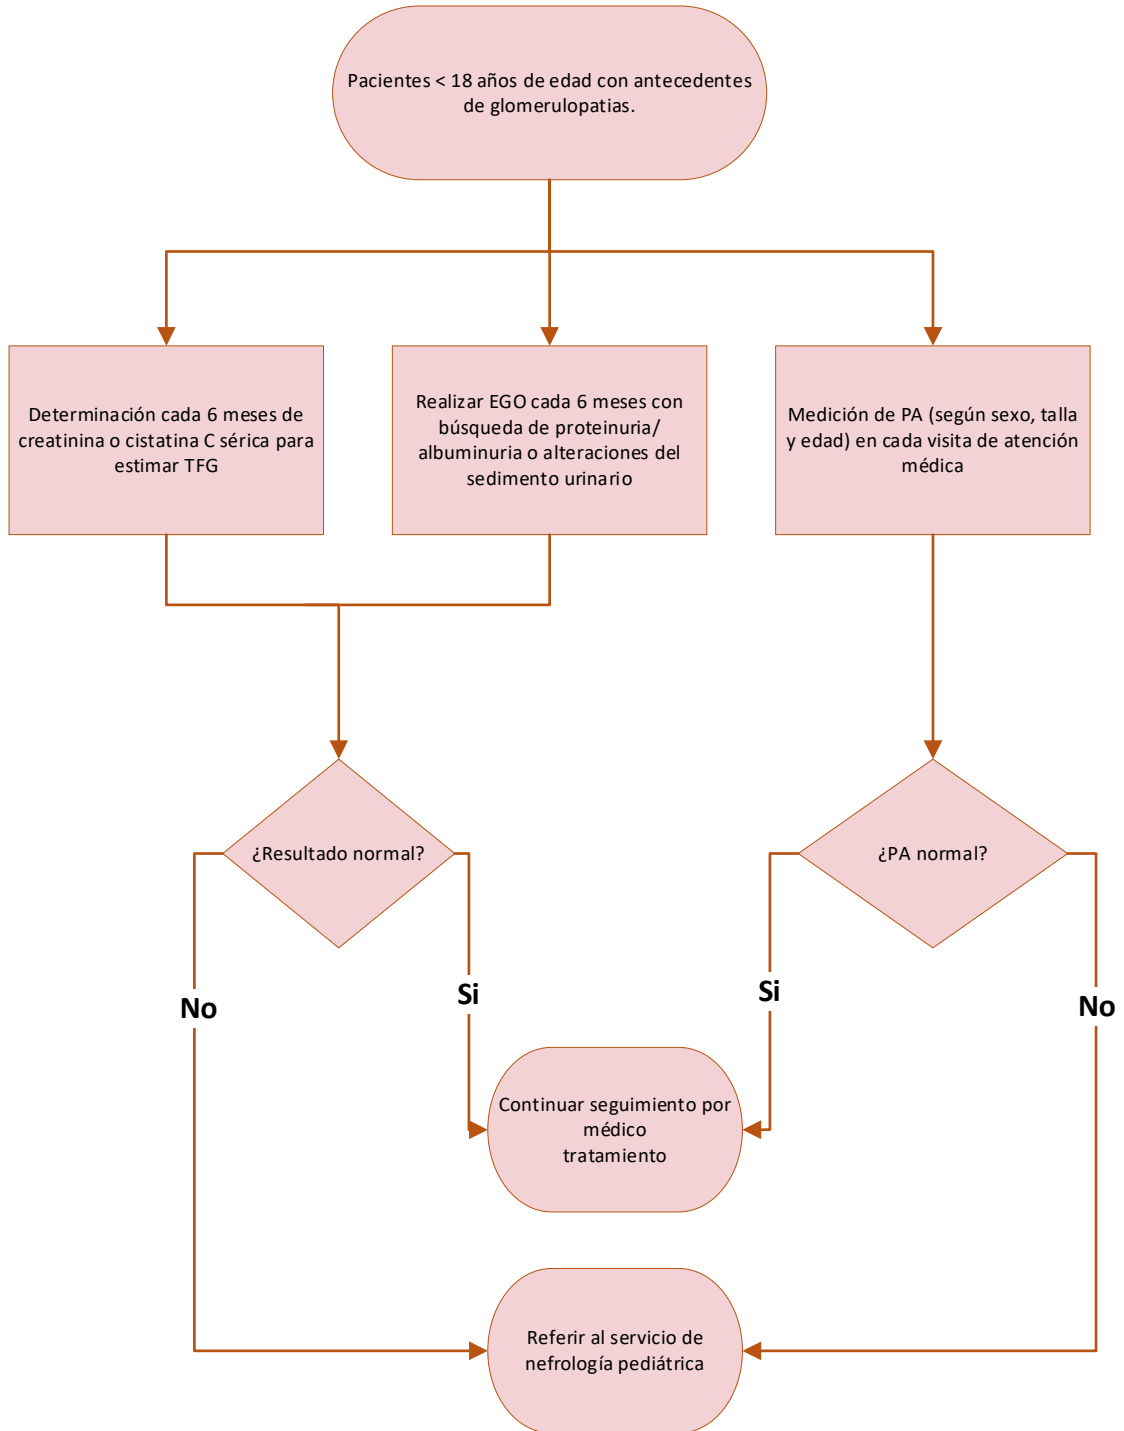 Pacientes < 18 años de edad con antecedentes
de glomerulopatias.
Determinación cada 6 meses de
creatinina o cistatina C sérica para
estimar TFG
Realizar EGO cada 6 meses con
búsqueda de proteinuria/
albuminuria o alteraciones del
sedimento urinario
Medición de PA (según sexo, talla
y edad) en cada visita de atención
médica
¿Resultado normal?
¿PA normal?
No
Si
Si
No
Continuar seguimiento por
médico
tratamiento
Referir al servicio de
nefrología pediátrica